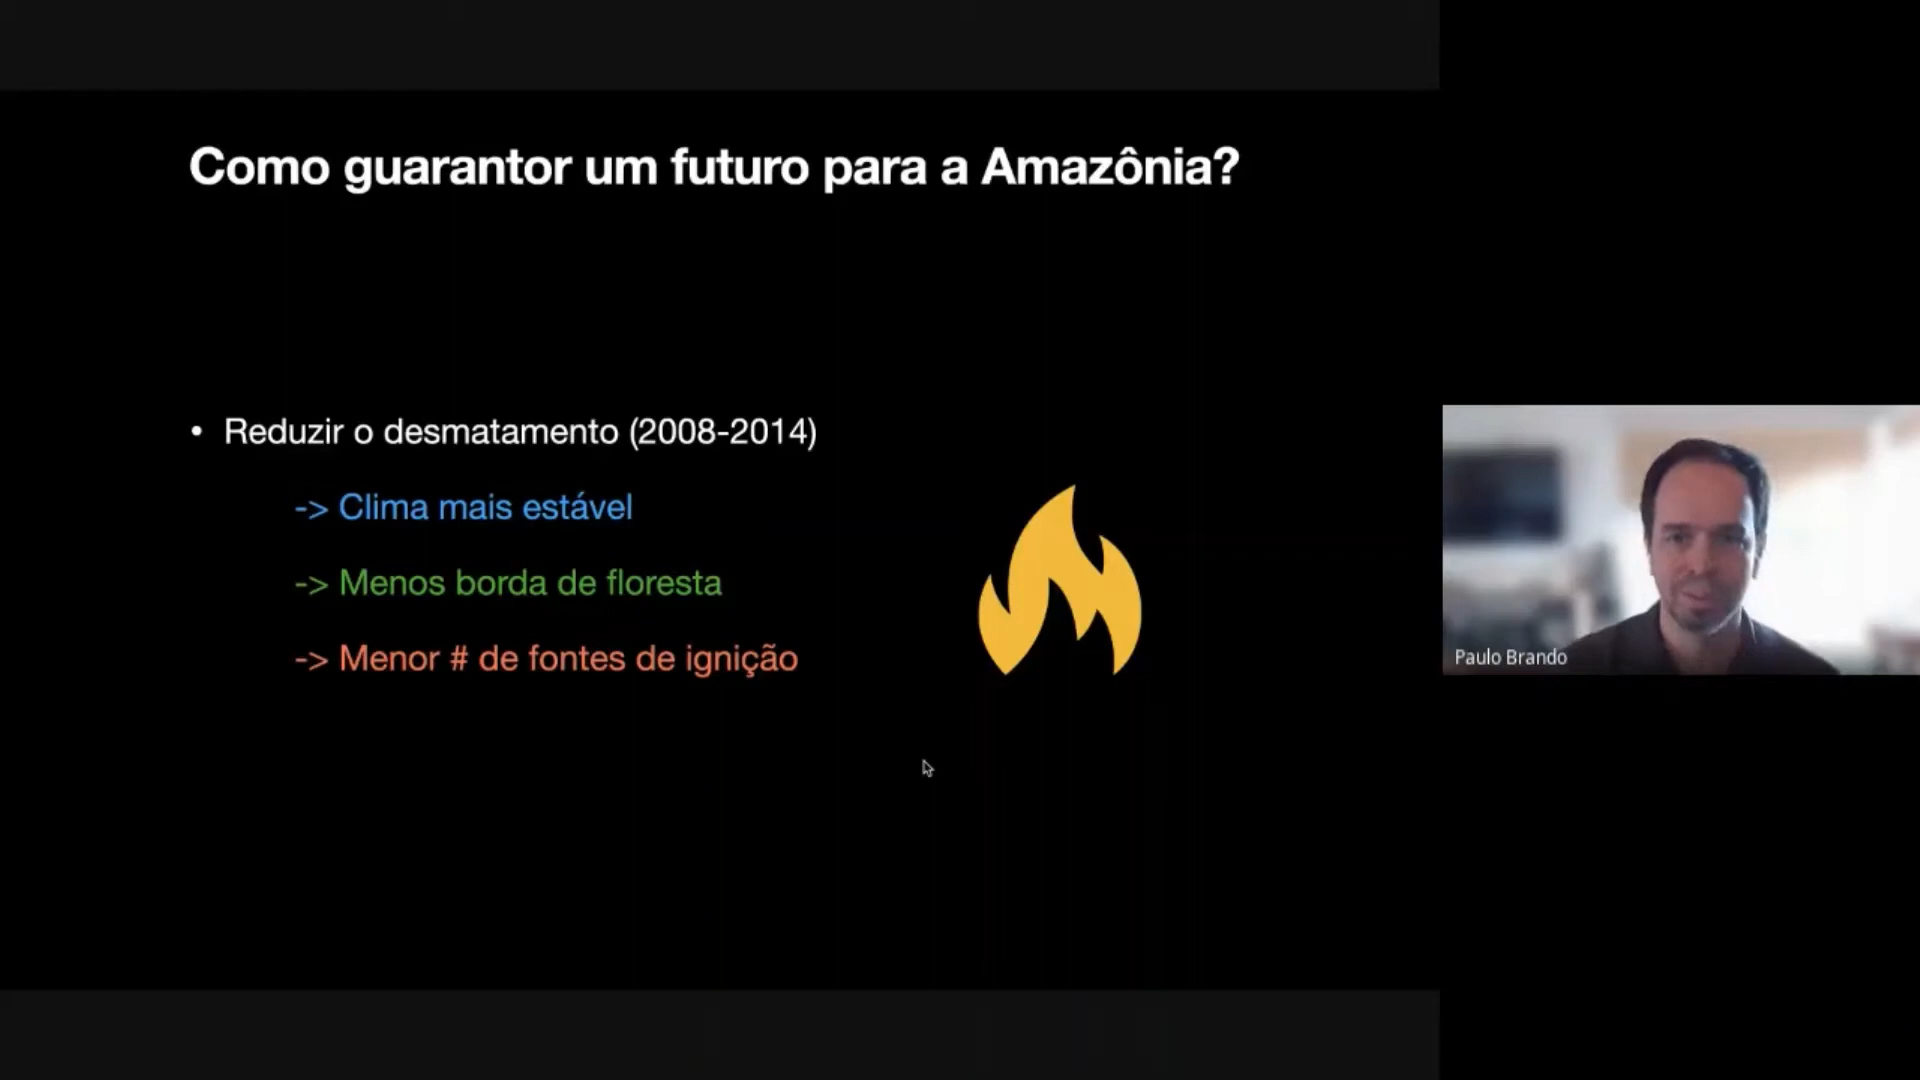 Como guarantor um futuro para a Amazônia?
• Reduzir o desmatamento (2008-2014)
-> Clima mais estável
-> Menos borda de floresta
-> Menor # de fontes de ignição
Paulo Brando